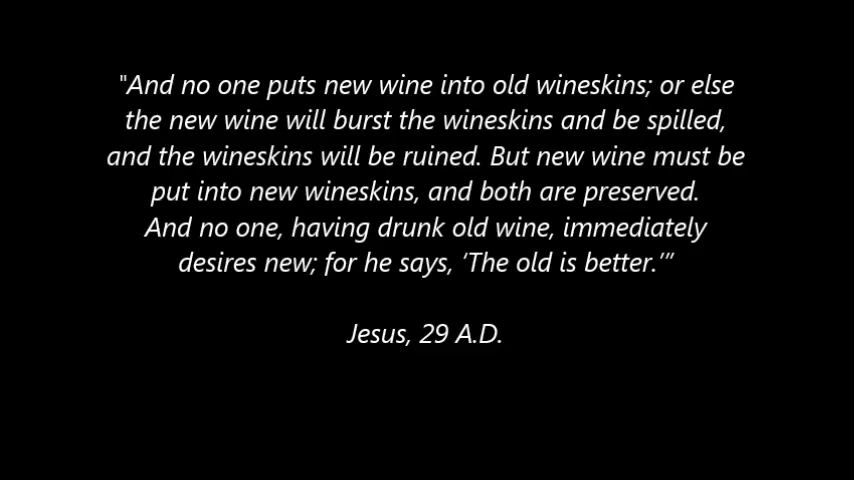 "And no one puts new wine into old wineskins; or else
the new wine will burst the wineskins and be spilled,
and the wineskins will be ruined. But new wine must be
put into new wineskins, and both are preserved.
And no one, having drunk old wine, immediately
desires new; for he says, ‘The old is better.’”
Jesus, 29 A.D.